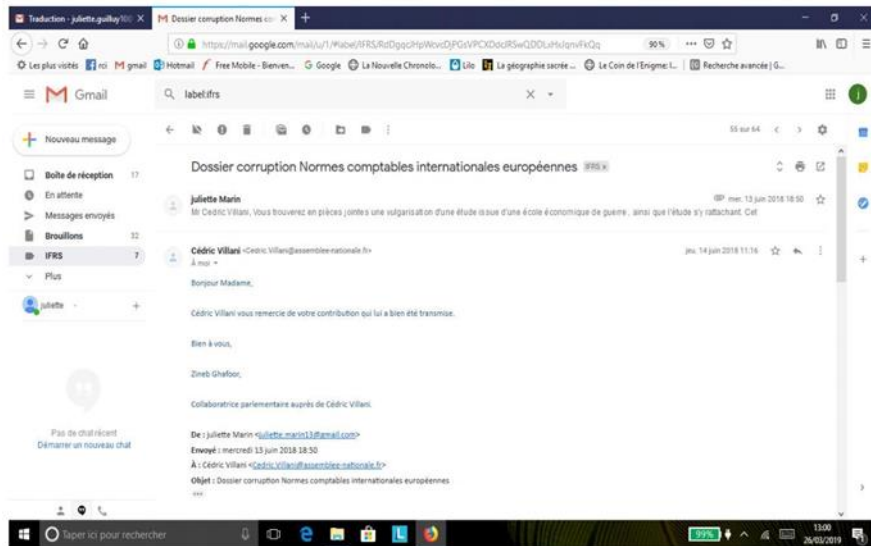 Traduction - juliette.guilluy100 X
Dossier corruption Normes co X
https://mail.google.com/mail/u/1/#label/IFRS/
90 %
Les plus visités
rci
gmail
Hotmail
Free Mobile - Bienven...
Google
La Nouvelle Chronolo...
Lilo
La géographie sacrée ...
Le Coin de l'Enigme: l...
Recherche avancée | G...
Gmail
label:ifrs
j
Nouveau message
55 sur 64
Boîte de réception 17
En attente
Messages envoyés
Brouillons 32
IFRS 7
Plus
juliette
Pas de chat récent
Démarrer un nouveau chat
Dossier corruption Normes comptables internationales européennes IFRS x
juliette Marin
mer. 13 juin 2018 18:50
Mr Cedric Villani, Vous trouverez en pièces jointes une vulgarisation d'une étude issue d'une école économique de guerre , ainsi que l'étude s'y rattachant. Cet
Cédric Villani <Cedric.Villani@assemblee-nationale.fr>
jeu. 14 juin 2018 11:16
À moi
Bonjour Madame,
Cédric Villani vous remercie de votre contribution qui lui a bien été transmise.
Bien à vous,
Zineb Ghafoor,
Collaboratrice parlementaire auprès de Cédric Villani.
De : juliette Marin <juliette.marin13@gmail.com>
Envoyé : mercredi 13 juin 2018 18:50
À : Cédric Villani <Cedric.Villani@assemblee-nationale.fr>
Objet : Dossier corruption Normes comptables internationales européennes
Taper ici pour rechercher
99%
13:00
26/03/2019